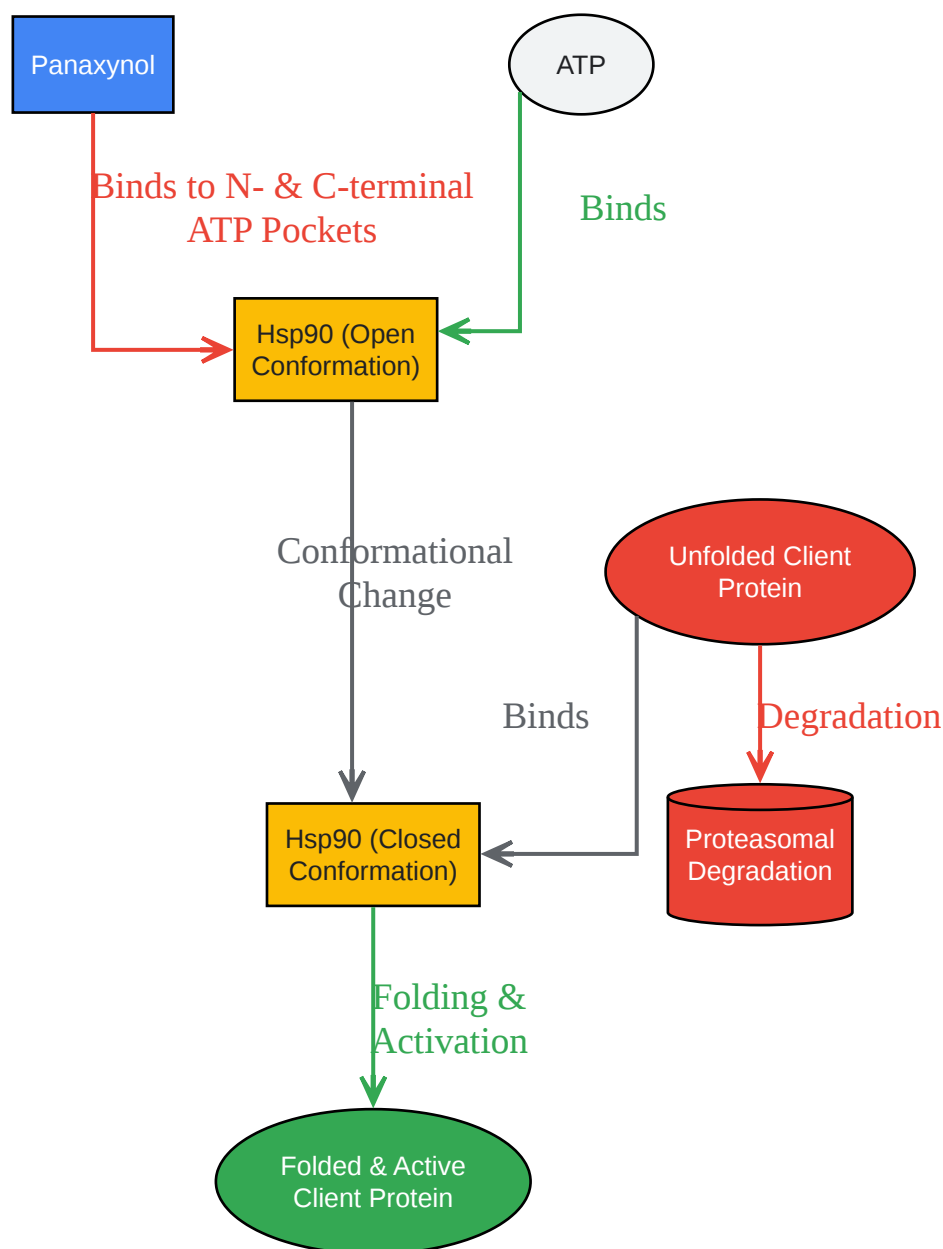 Panaxynol
ATP
Binds to N- & C-terminal
ATP Pockets
Binds
Hsp90 (Open
Conformation)
Conformational
Change
Unfolded Client
Protein
Binds
Degradation
Hsp90 (Closed
Conformation)
Proteasomal
Degradation
Folding &
Activation
Folded & Active
Client Protein